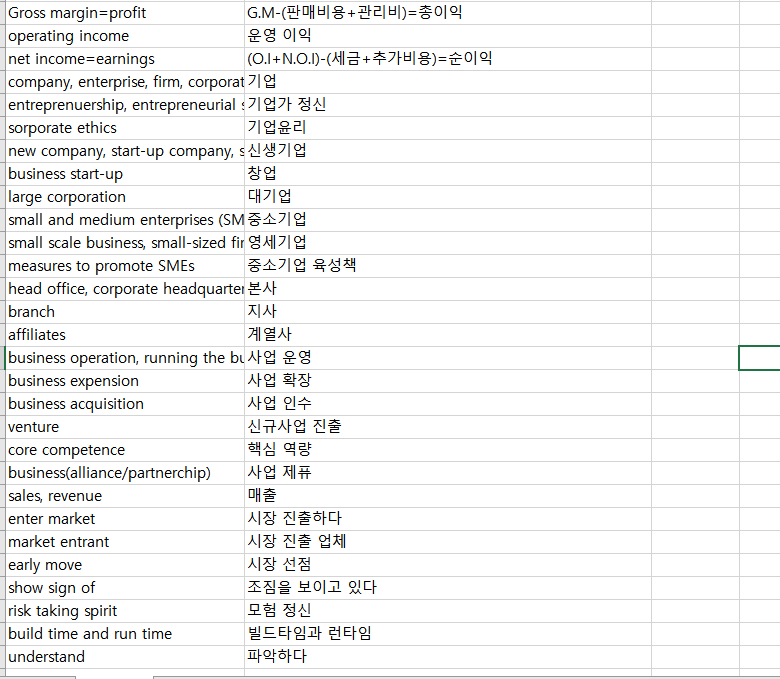 Gross margin=profit G.M-(판매비용+관리비)=총이익
operating income 운영 이익
net income=earnings (O.I+N.O.I)-(세금+추가비용)=순이익
company, enterprise, firm, corporat 기업
entreprenuership, entrepreneurial s 기업가 정신
sorporate ethics 기업윤리
new company, start-up company, s 신생기업
business start-up 창업
large corporation 대기업
small and medium enterprises (SM 중소기업
small scale business, small-sized fir 영세기업
measures to promote SMEs 중소기업 육성책
head office, corporate headquarter 본사
branch 지사
affiliates 계열사
business operation, running the bu 사업 운영
business expension 사업 확장
business acquisition 사업 인수
venture 신규사업 진출
core competence 핵심 역량
business(alliance/partnerchip) 사업 제퓨
sales, revenue 매출
enter market 시장 진출하다
market entrant 시장 진출 업체
early move 시장 선점
show sign of 조짐을 보이고 있다
risk taking spirit 모험 정신
build time and run time 빌드타임과 런타임
understand 파악하다